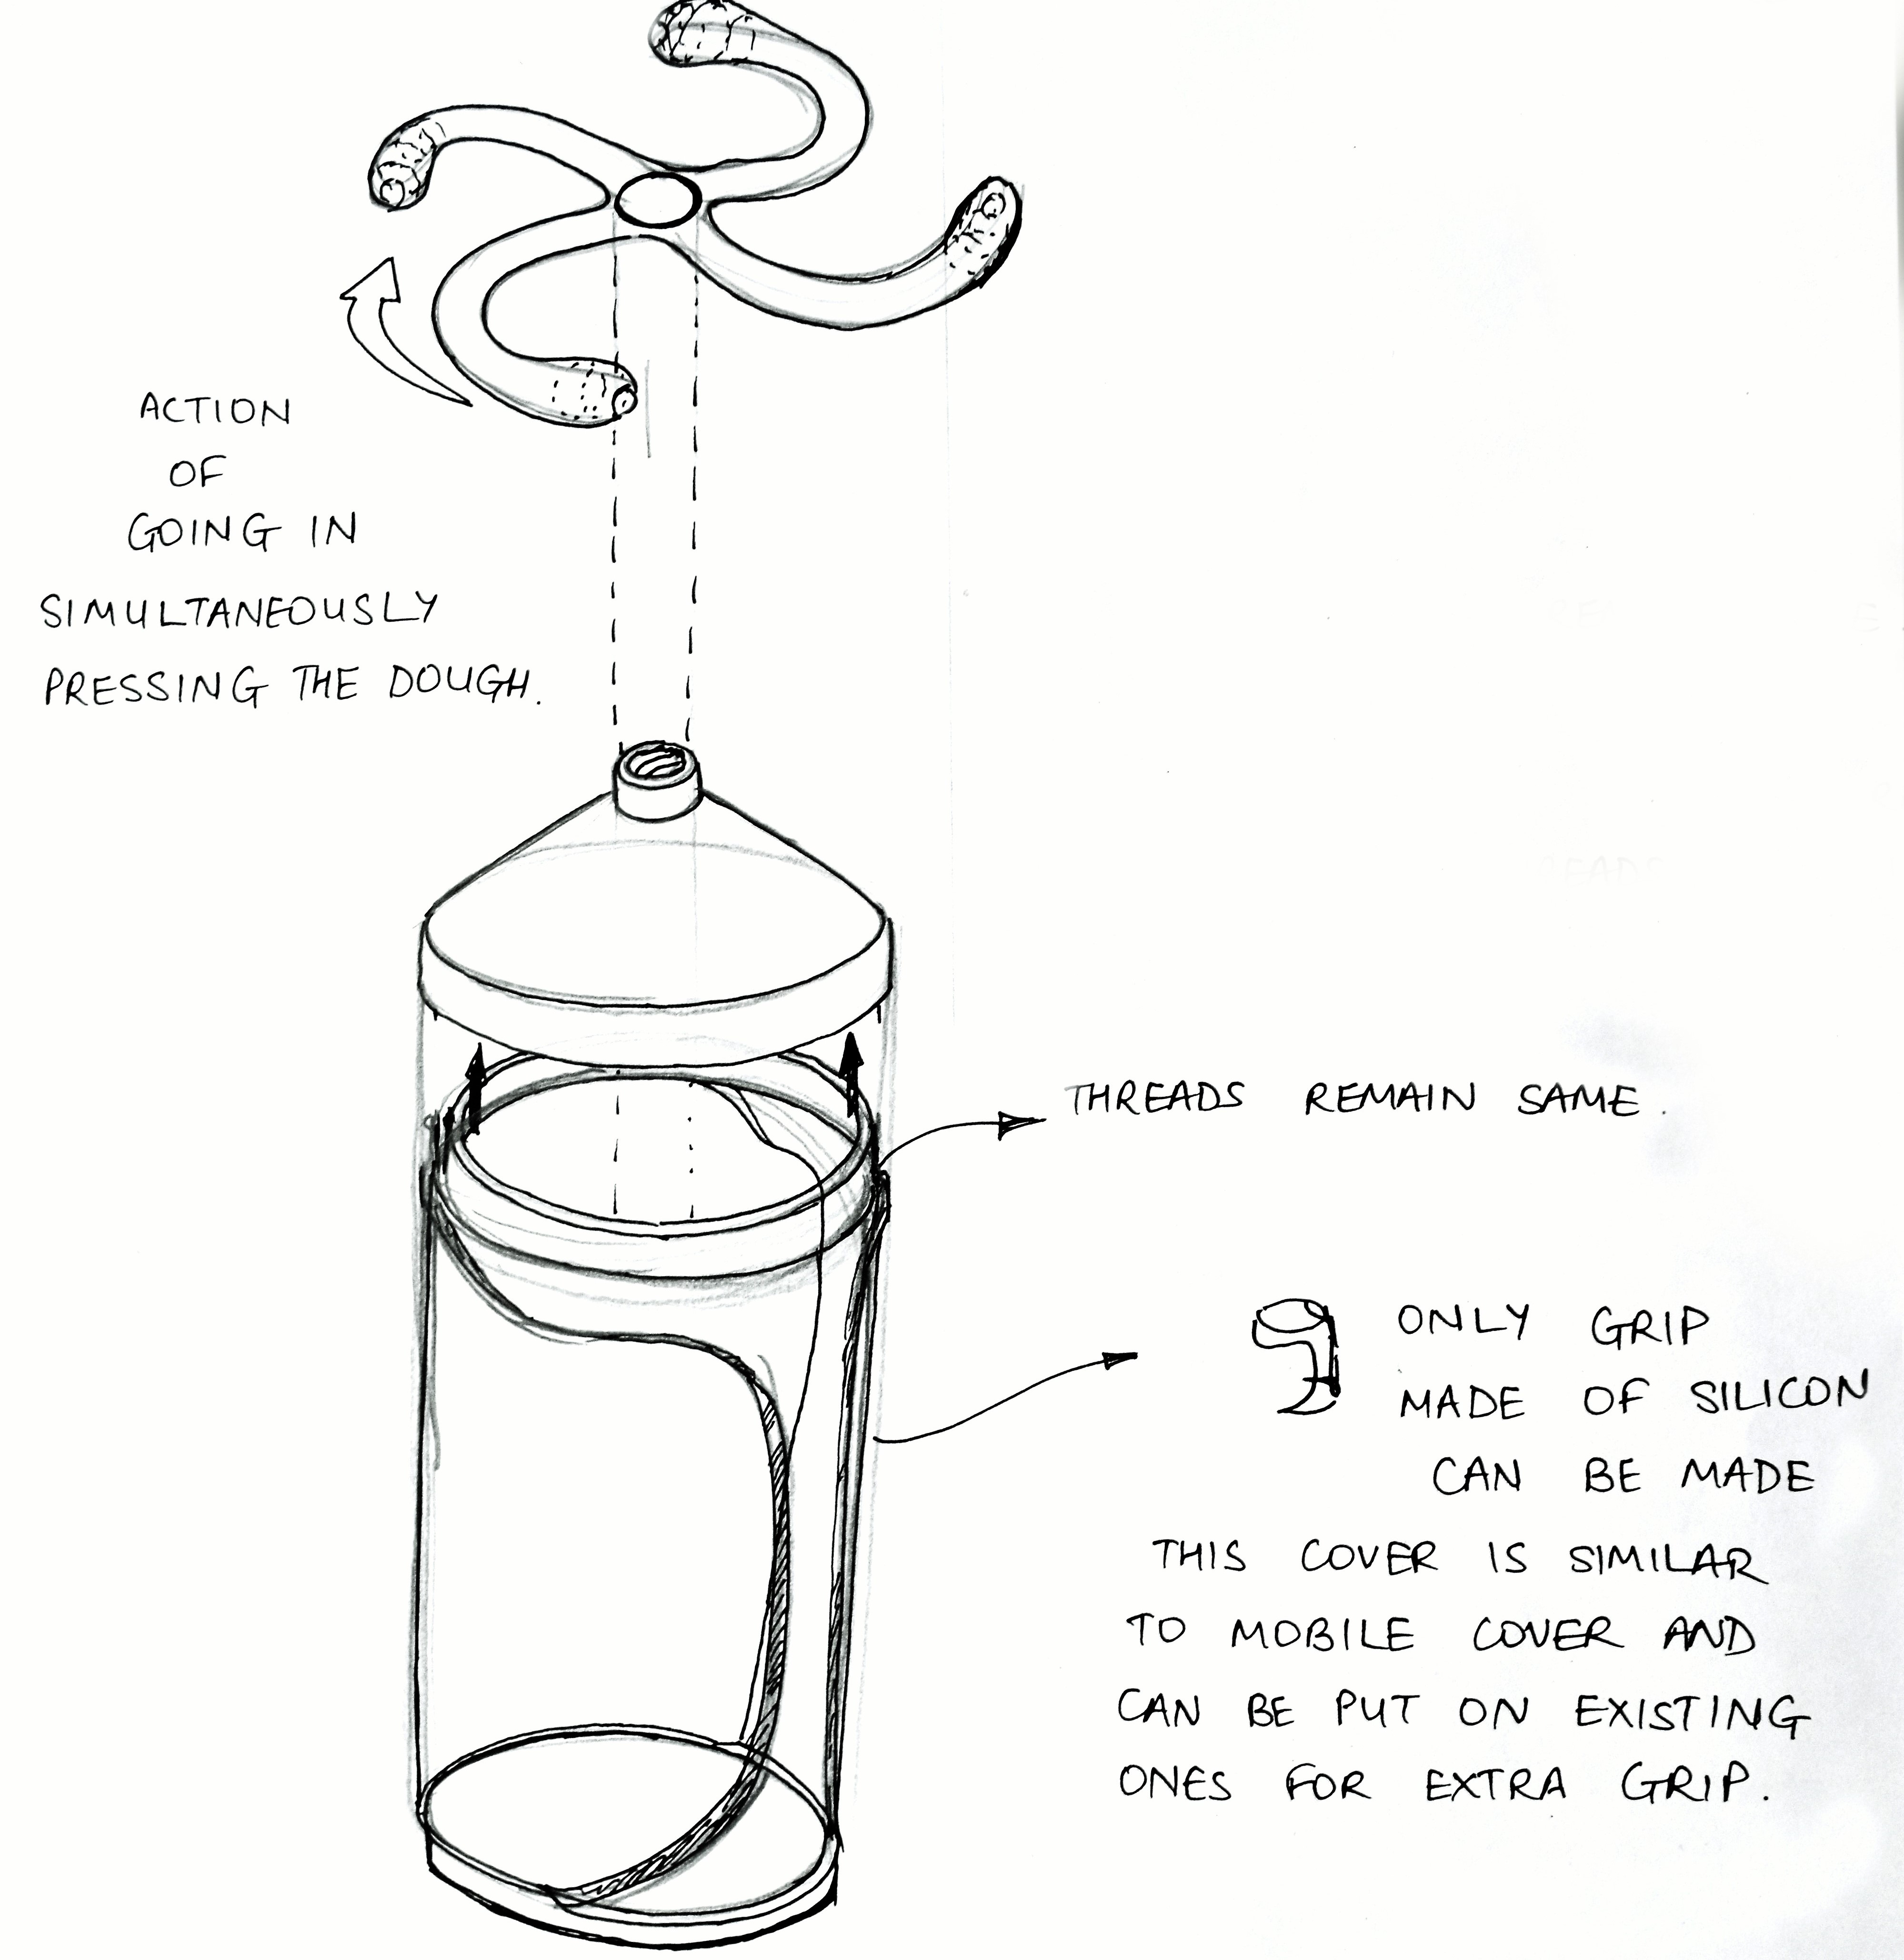 ACTION
OF
GOING IN
SIMULTANEOUSLY
PRESSING THE DOUGH.
THREADS REMAIN SAME.
ONLY GRIP
MADE OF SILICON
CAN BE MADE
THIS COVER IS SIMILAR
TO MOBILE COVER AND
CAN BE PUT ON EXISTING
ONES FOR EXTRA GRIP.